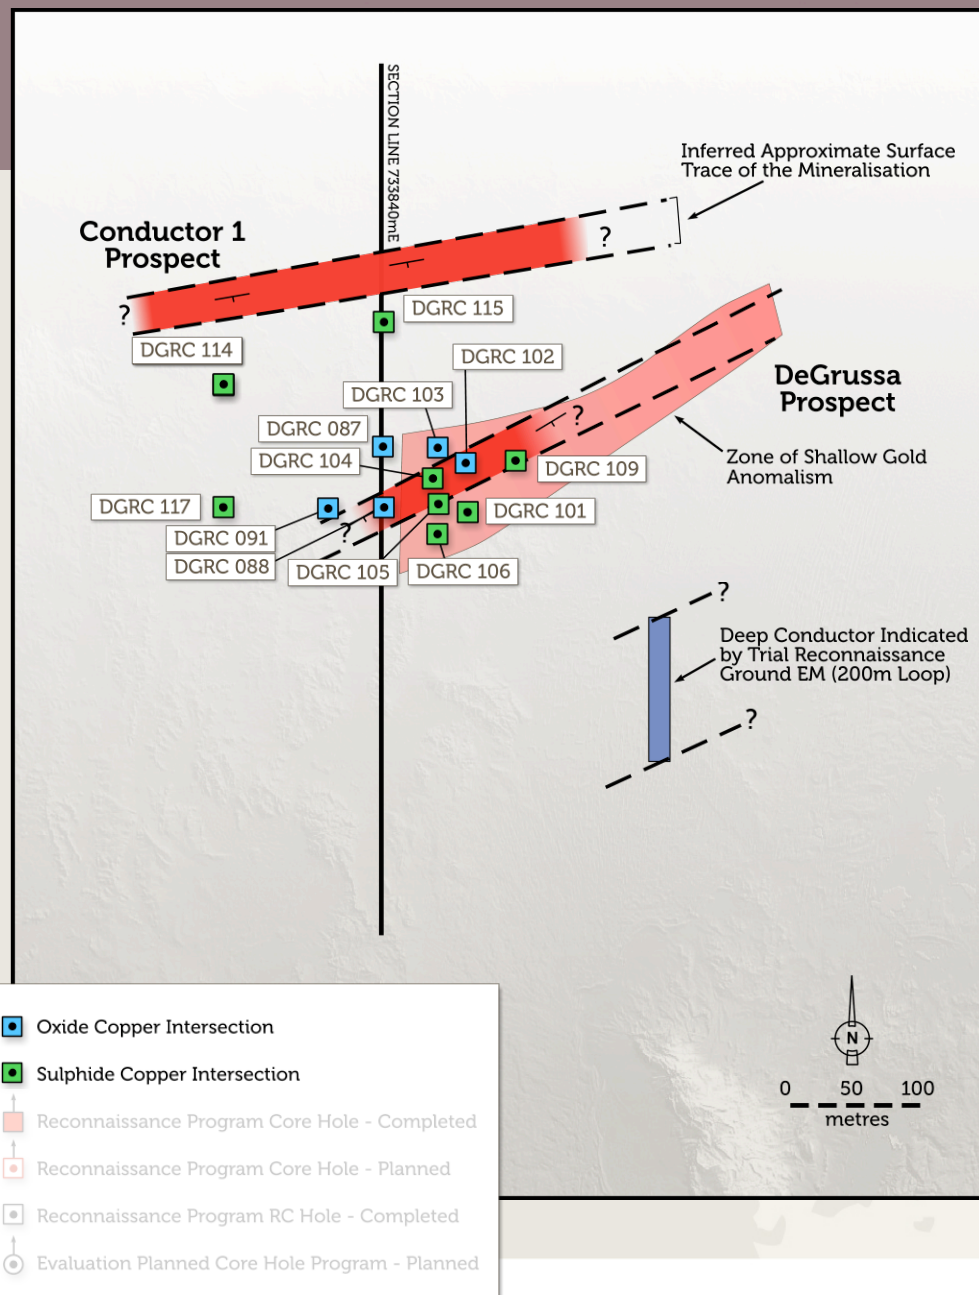 SECTION LINE 733840mE
Inferred Approximate Surface
Trace of the Mineralisation
Conductor 1
Prospect
?
?
DGRC 115
DGRC 114
DGRC 102
DGRC 103
DeGrussa
Prospect
?
DGRC 087
DGRC 104
DGRC 109
Zone of Shallow Gold
Anomalism
DGRC 117
DGRC 101
DGRC 091
?
DGRC 088
DGRC 105
DGRC 106
?
Deep Conductor Indicated
by Trial Reconnaissance
Ground EM (200m Loop)
?
N
0 50 100
metres
Oxide Copper Intersection
Sulphide Copper Intersection
Reconnaissance Program Core Hole - Completed
Reconnaissance Program Core Hole - Planned
Reconnaissance Program RC Hole - Completed
Evaluation Planned Core Hole Program - Planned